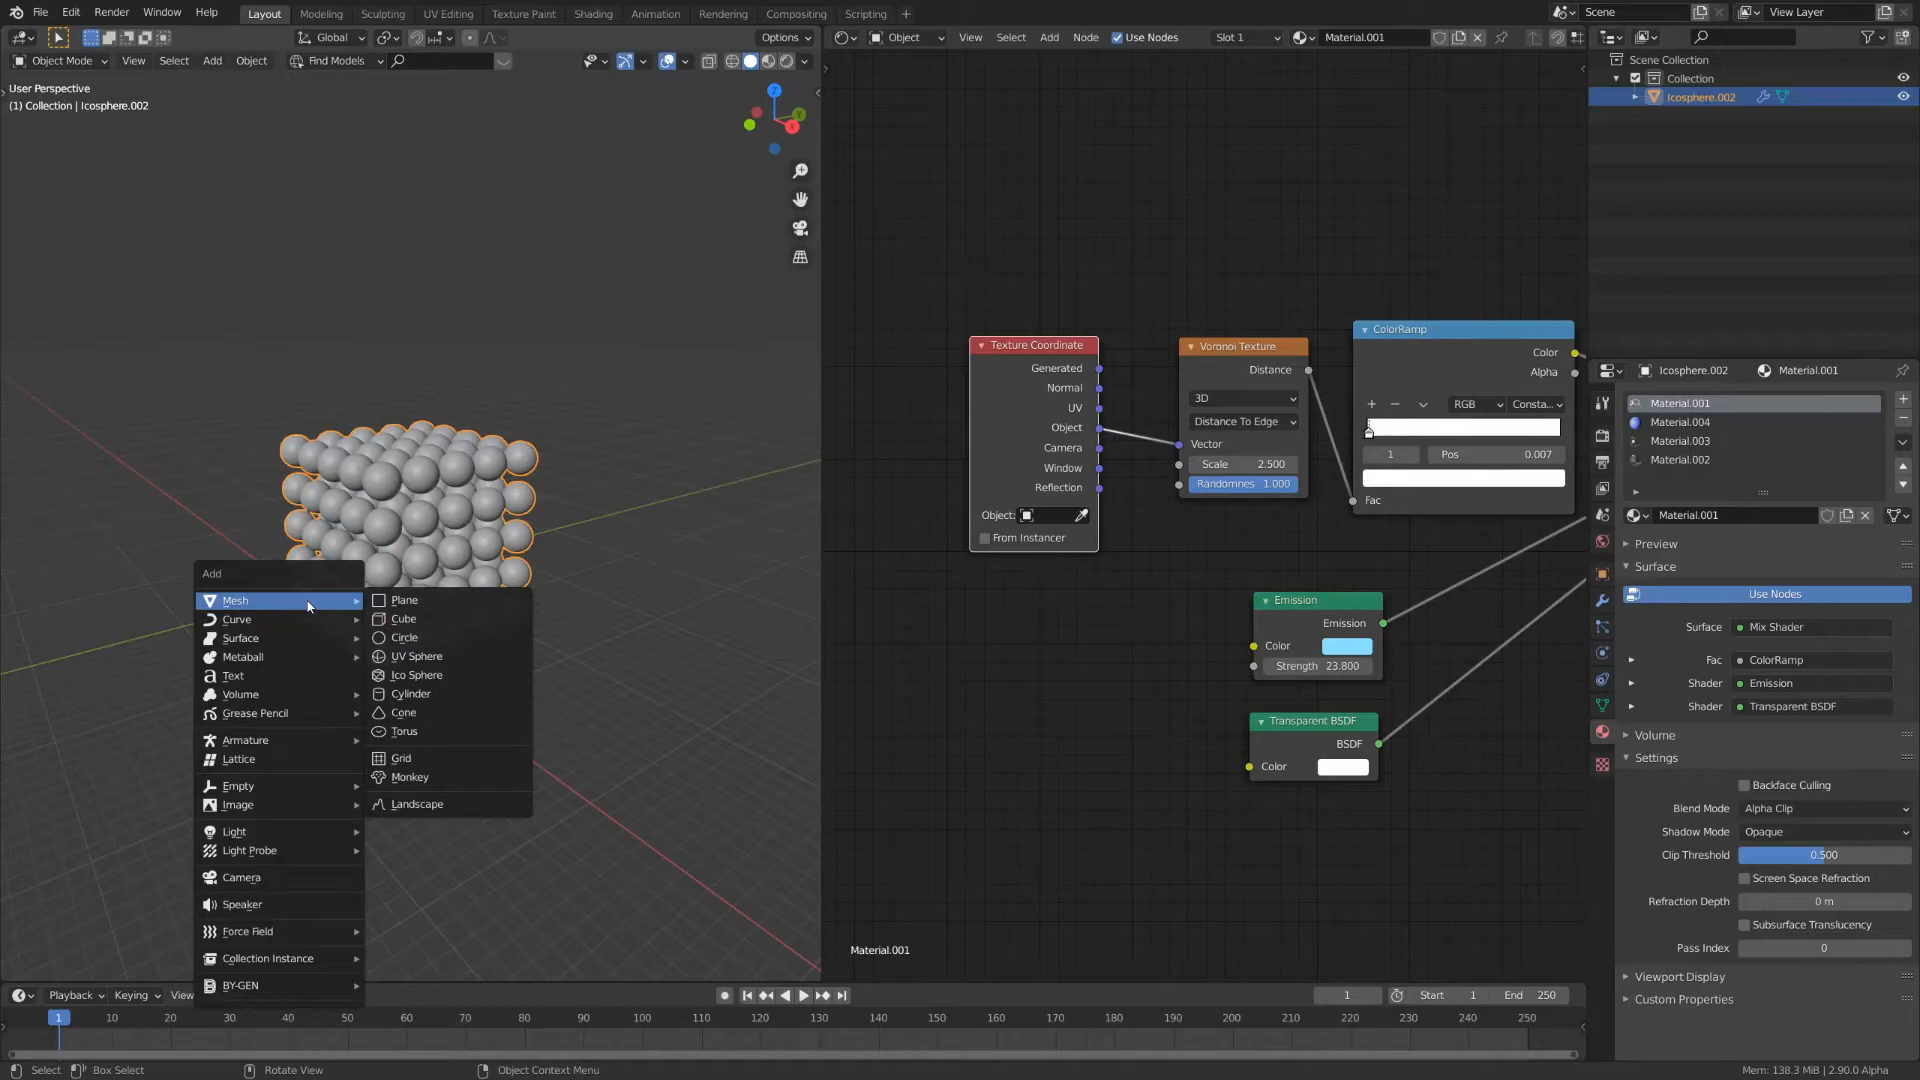 File Edit Render Window Help Layout Modeling Sculpting UV Editing Texture Paint Shading Animation Rendering Compositing Scripting + Scene View Layer
Global Options Object View Select Add Node Use Nodes Slot 1 Material.001
Object Mode View Select Add Object Find Models
User Perspective
(1) Collection | Icosphere.002
Z
Y
X
Scene Collection
Collection
Icosphere.002
Texture Coordinate
Generated
Normal
UV
Object
Camera
Window
Reflection
Object:
From Instancer
Voronoi Texture
Distance
3D
Distance To Edge
Vector
Scale 2.500
Randomnes 1.000
ColorRamp
Color
Alpha
RGB Consta...
1 Pos 0.007
Fac
Emission
Emission
Color
Strength 23.800
Transparent BSDF
BSDF
Color
Material.001
Add
Mesh
Curve
Surface
Metaball
Text
Volume
Grease Pencil
Armature
Lattice
Empty
Image
Light
Light Probe
Camera
Speaker
Force Field
Collection Instance
BY-GEN
Plane
Cube
Circle
UV Sphere
Ico Sphere
Cylinder
Cone
Torus
Grid
Monkey
Landscape
Icosphere.002 Material.001
Material.001
Material.004
Material.003
Material.002
Material.001
Preview
Surface
Use Nodes
Surface: Mix Shader
Fac ColorRamp
Shader Emission
Shader Transparent BSDF
Volume
Settings
Backface Culling
Blend Mode Alpha Clip
Shadow Mode Opaque
Clip Threshold 0.500
Screen Space Refraction
Refraction Depth 0 m
Subsurface Translucency
Pass Index 0
Viewport Display
Custom Properties
Playback Keying View 1 Start 1 End 250
1 10 20 30 40 50 60 70 80 90 100 110 120 130 140 150 160 170 180 190 200 210 220 230 240 250
Select Box Select Rotate View Object Context Menu Mem: 138.3 MiB | 2.90.0 Alpha